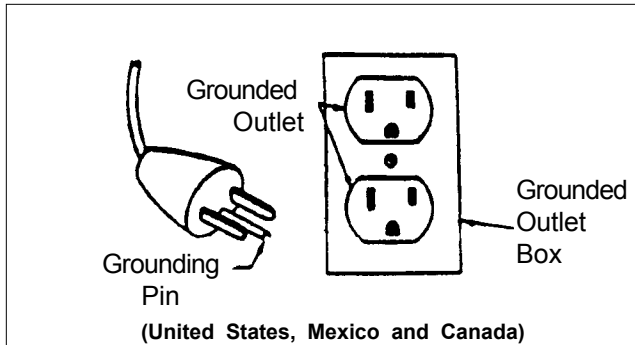 Grounded
Outlet
Grounded
Outlet
Box
Grounding
Pin
(United States, Mexico and Canada)